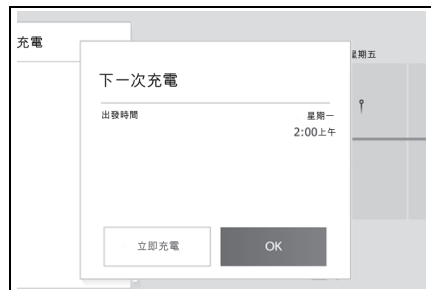 充電
星期五
下一次充電
出發時間
星期一
2:00上午
立即充電
OK